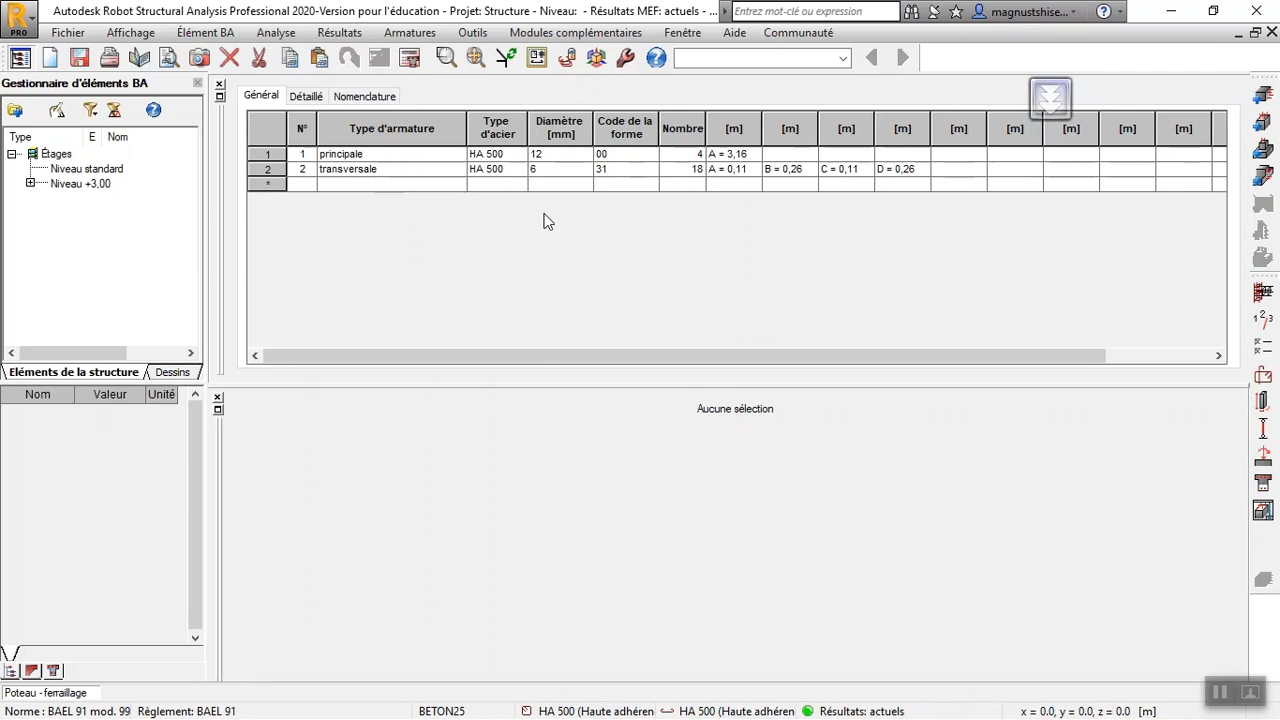 Autodesk Robot Structural Analysis Professional 2020-Version pour l'éducation - Projet: Structure - Niveau:  - Résultats MEF: actuels - ...
Entrez mot-clé ou expression
magnustshise...
PRO
Fichier Affichage Élément BA Analyse Résultats Armatures Outils Modules complémentaires Fenêtre Aide Communauté
Gestionnaire d'éléments BA
Type E Nom
Étages
Niveau standard
Niveau +3,00
Eléments de la structure Dessins
Nom Valeur Unité
Général Détaillé Nomenclature
N° Type d'armature Type d'acier Diamètre [mm] Code de la forme Nombre [m] [m] [m] [m] [m] [m] [m] [m] [m]
1 1 principale HA 500 12 00 4 A = 3,16
2 2 transversale HA 500 6 31 18 A = 0,11 B = 0,26 C = 0,11 D = 0,26
*
Aucune sélection
Poteau - ferraillage
Norme : BAEL 91 mod. 99 Règlement: BAEL 91 BETON25 HA 500 (Haute adhéren HA 500 (Haute adhéren Résultats: actuels x = 0.0, y = 0.0, z = 0.0 [m]